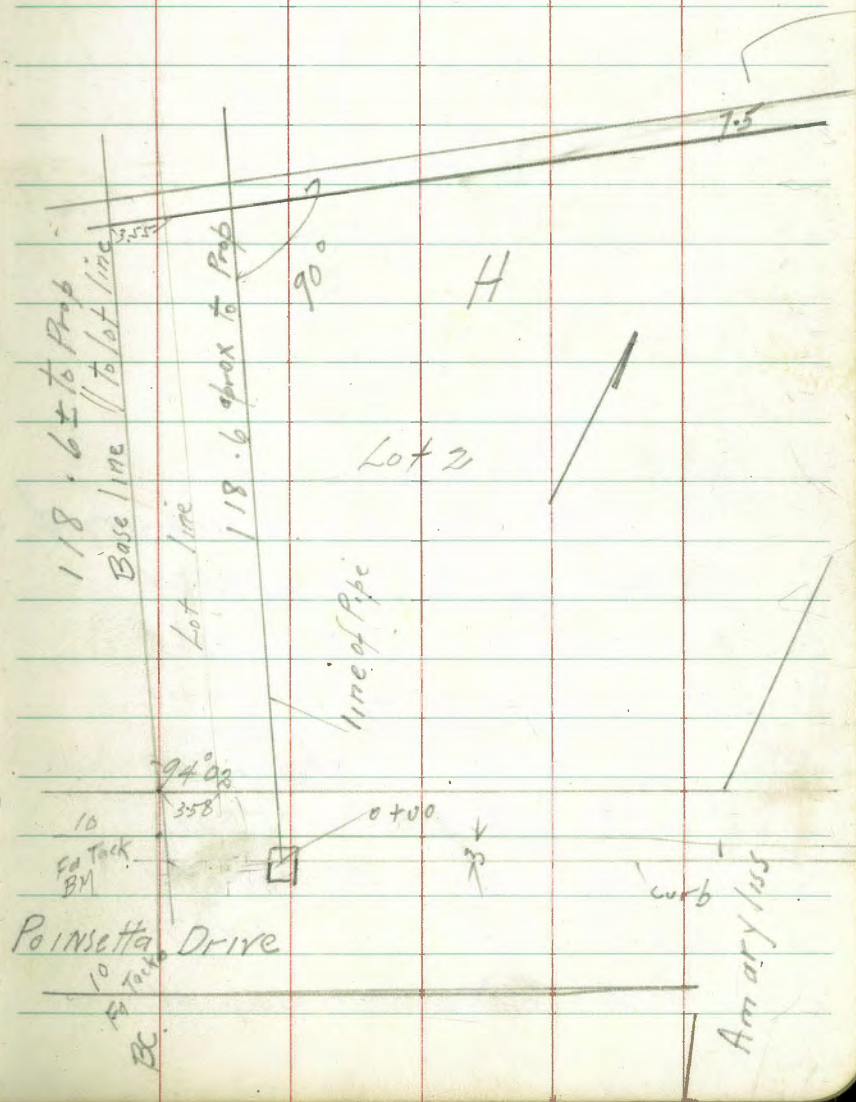 7.5
3.55
90°
H
118.6 ± to Prop
Base line // to lot line
Lot line
118.6 aprox to Prop
Lot 2
line of Pipe
94° 02
3.58
0+00
10
Fd Tack
BM
3
curb
Poinsetta Drive
10
Fd Tack
BC.
Amaryliss